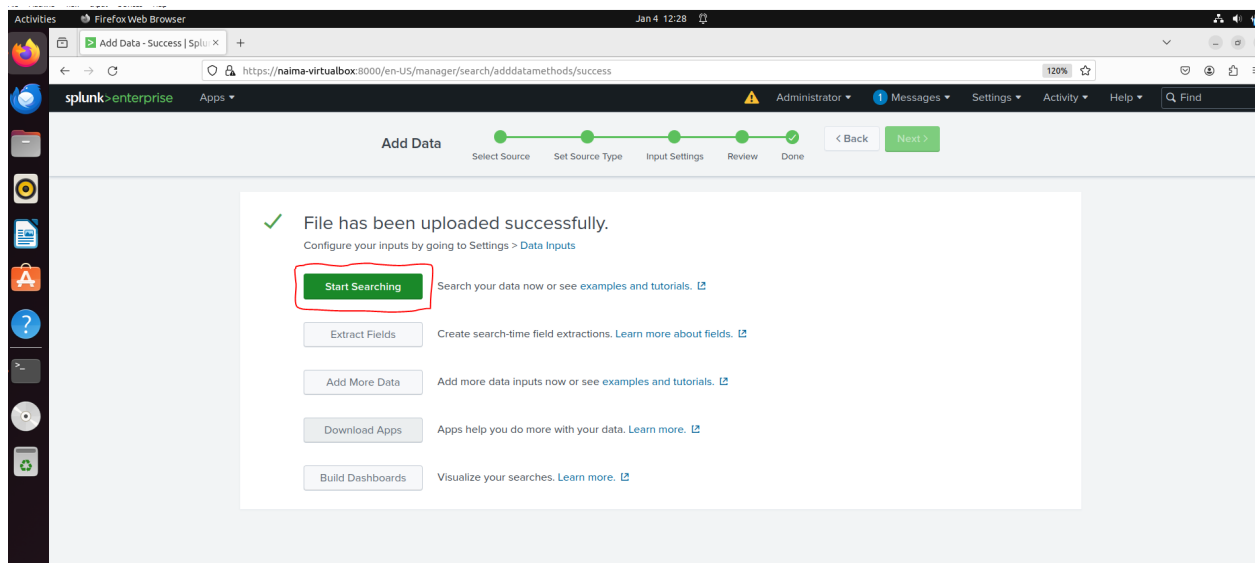 Activities Firefox Web Browser Jan 4 12:28
Add Data - Success | Splu × +
https://naima-virtualbox:8000/en-US/manager/search/adddatamethods/success 120%
splunk>enterprise Apps Administrator 1 Messages Settings Activity Help Find
Add Data Select Source Set Source Type Input Settings Review Done < Back Next >
File has been uploaded successfully.
Configure your inputs by going to Settings > Data Inputs
Start Searching Search your data now or see examples and tutorials.
Extract Fields Create search-time field extractions. Learn more about fields.
Add More Data Add more data inputs now or see examples and tutorials.
Download Apps Apps help you do more with your data. Learn more.
Build Dashboards Visualize your searches. Learn more.